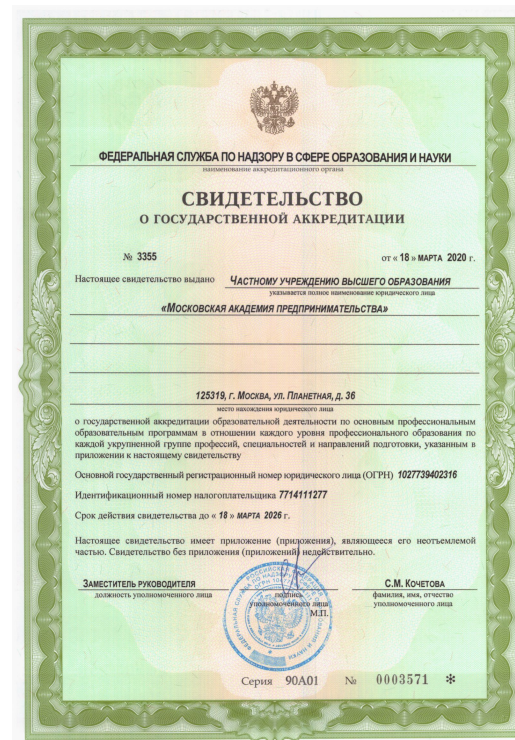 ФЕДЕРАЛЬНАЯ СЛУЖБА ПО НАДЗОРУ В СФЕРЕ ОБРАЗОВАНИЯ И НАУКИ
наименование аккредитационного органа
СВИДЕТЕЛЬСТВО
О ГОСУДАРСТВЕННОЙ АККРЕДИТАЦИИ
№ 3355 от « 18 » МАРТА 2020 г.
Настоящее свидетельство выдано ЧАСТНОМУ УЧРЕЖДЕНИЮ ВЫСШЕГО ОБРАЗОВАНИЯ
указывается полное наименование юридического лица
«МОСКОВСКАЯ АКАДЕМИЯ ПРЕДПРИНИМАТЕЛЬСТВА»
125319, г. МОСКВА, УЛ. ПЛАНЕТНАЯ, Д. 36
место нахождения юридического лица
о государственной аккредитации образовательной деятельности по основным профессиональным
образовательным программам в отношении каждого уровня профессионального образования по
каждой укрупненной группе профессий, специальностей и направлений подготовки, указанным в
приложении к настоящему свидетельству
Основной государственный регистрационный номер юридического лица (ОГРН) 1027739402316
Идентификационный номер налогоплательщика 7714111277
Срок действия свидетельства до « 18 » МАРТА 2026 г.
Настоящее свидетельство имеет приложение (приложения), являющееся его неотъемлемой
частью. Свидетельство без приложения (приложений) недействительно.
ЗАМЕСТИТЕЛЬ РУКОВОДИТЕЛЯ С.М. КОЧЕТОВА
должность уполномоченного лица подпись уполномоченного лица фамилия, имя, отчество уполномоченного лица
М.П.
Серия 90А01 № 0003571 *